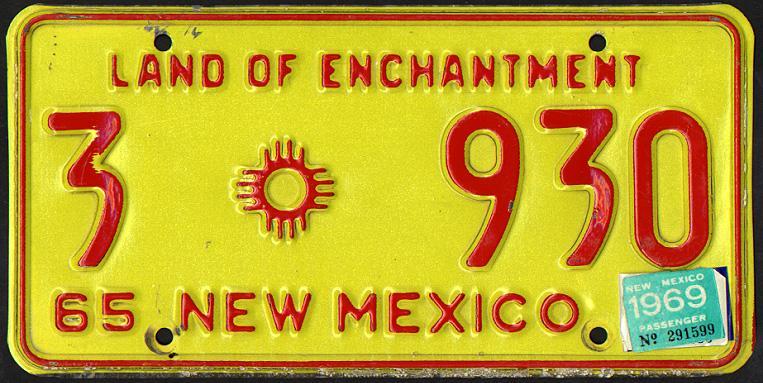 LAND OF ENCHANTMENT
3 930
65 NEW MEXICO
NEW MEXICO
1969
PASSENGER
No 291599